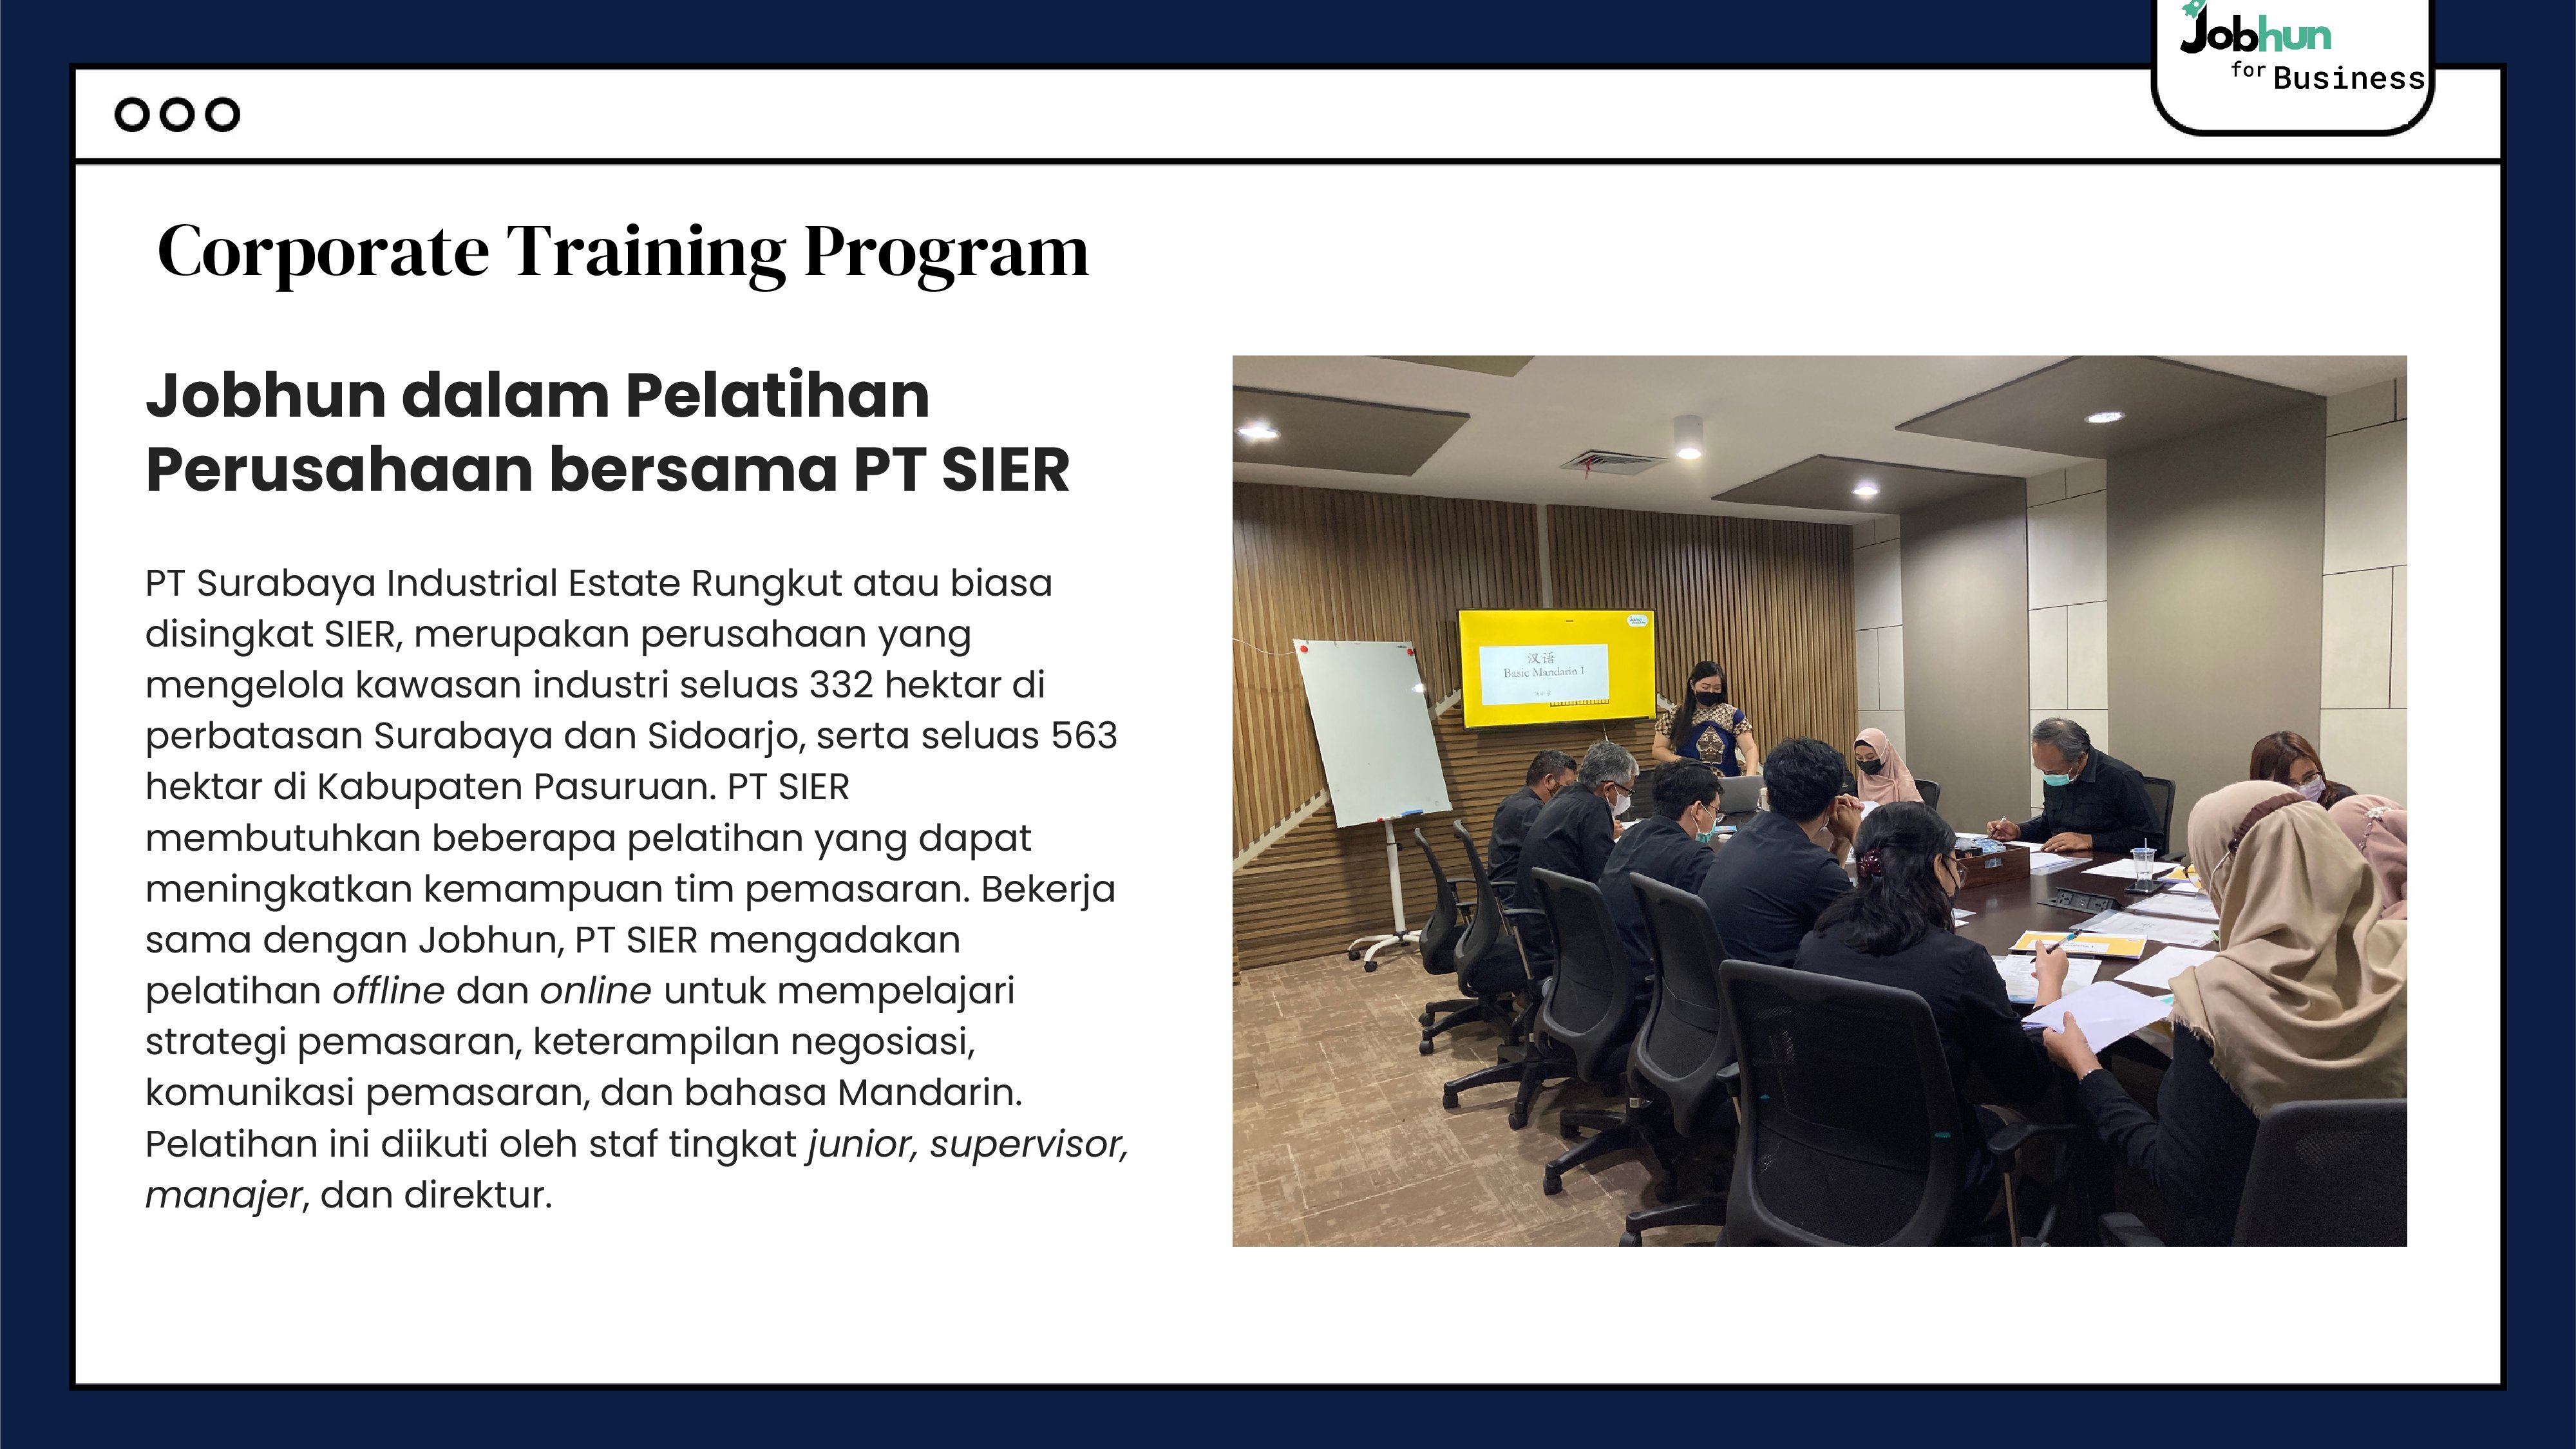 Jobhun
for Business
Corporate Training Program
Jobhun dalam Pelatihan
Perusahaan bersama PT SIER
PT Surabaya Industrial Estate Rungkut atau biasa
disingkat SIER, merupakan perusahaan yang
mengelola kawasan industri seluas 332 hektar di
perbatasan Surabaya dan Sidoarjo, serta seluas 563
hektar di Kabupaten Pasuruan. PT SIER
membutuhkan beberapa pelatihan yang dapat
meningkatkan kemampuan tim pemasaran. Bekerja
sama dengan Jobhun, PT SIER mengadakan
pelatihan offline dan online untuk mempelajari
strategi pemasaran, keterampilan negosiasi,
komunikasi pemasaran, dan bahasa Mandarin.
Pelatihan ini diikuti oleh staf tingkat junior, supervisor,
manajer, dan direktur.
汉语
Basic Mandarin 1